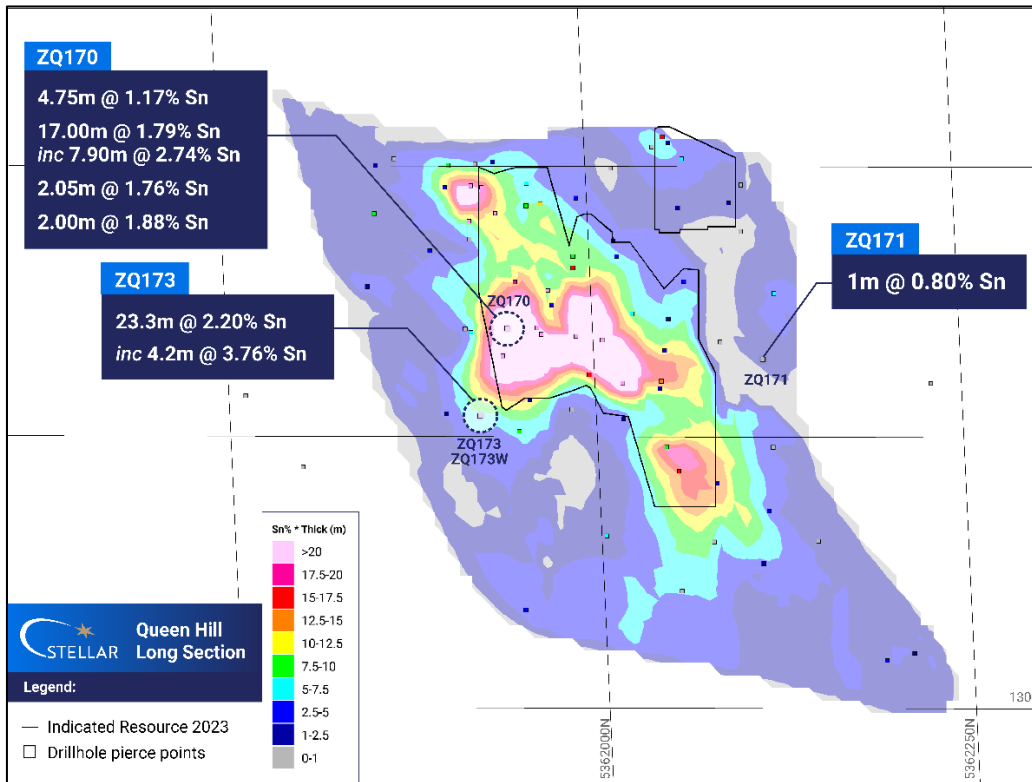 ZQ170
4.75m @ 1.17% Sn
17.00m @ 1.79% Sn
inc 7.90m @ 2.74% Sn
2.05m @ 1.76% Sn
2.00m @ 1.88% Sn
ZQ173
23.3m @ 2.20% Sn
inc 4.2m @ 3.76% Sn
ZQ171
1m @ 0.80% Sn
ZQ170
ZQ171
ZQ173
ZQ173W
Sn% * Thick (m)
>20
17.5-20
15-17.5
12.5-15
10-12.5
7.5-10
5-7.5
2.5-5
1-2.5
0-1
STELLAR
Queen Hill
Long Section
Legend:
Indicated Resource 2023
Drillhole pierce points
5362000N
5362250N
130